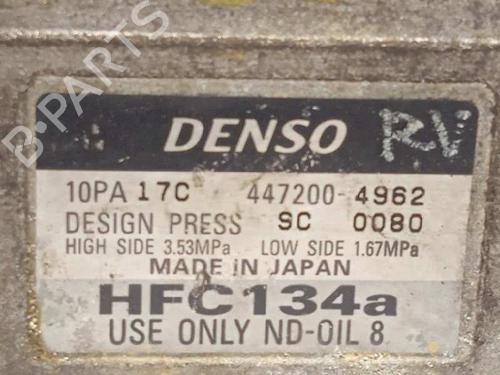 B-PARTS
DENSO RV
10PA 17C 447200-4962
DESIGN PRESS SC 0080
HIGH SIDE 3.53MPa LOW SIDE 1.67MPa
MADE IN JAPAN
HFC134a
USE ONLY ND-OIL 8